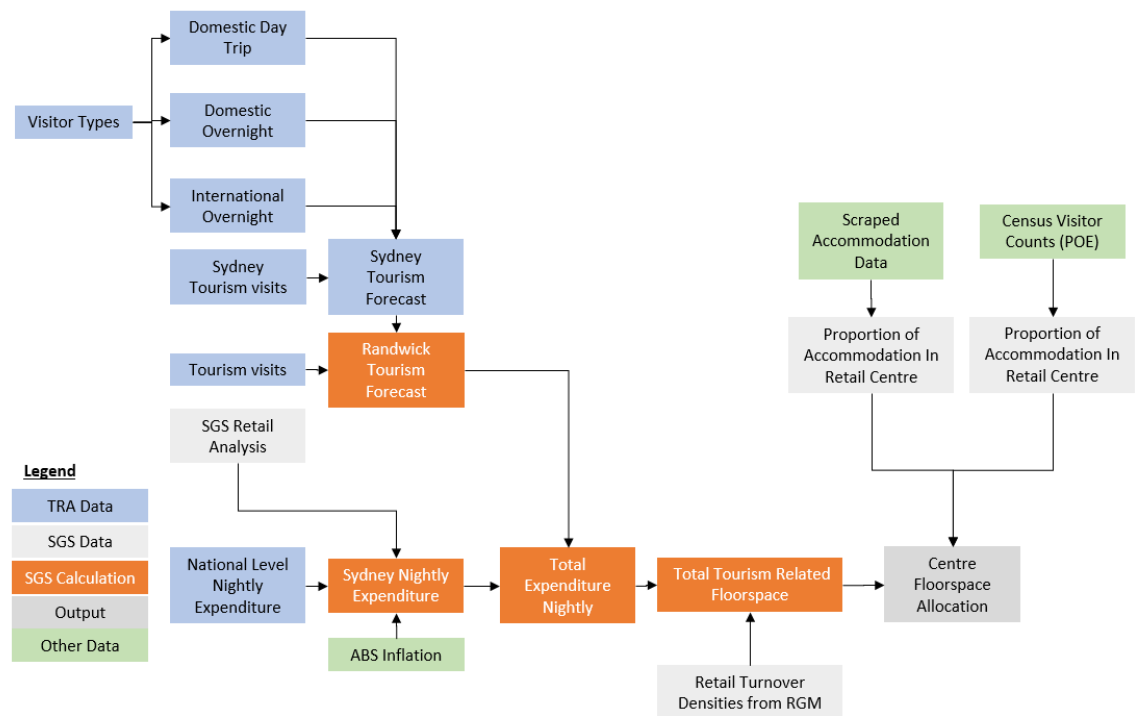 Domestic Day
Trip
Visitor Types
Domestic
Overnight
International
Overnight
Sydney
Tourism visits
Sydney
Tourism
Forecast
Scraped
Accommodation
Data
Census Visitor
Counts (POE)
Tourism visits
Randwick
Tourism
Forecast
Proportion of
Accommodation In
Retail Centre
Proportion of
Accommodation In
Retail Centre
SGS Retail
Analysis
Legend
TRA Data
SGS Data
SGS Calculation
Output
Other Data
National Level
Nightly
Expenditure
Sydney Nightly
Expenditure
Total
Expenditure
Nightly
Total Tourism Related
Floorspace
Centre
Floorspace
Allocation
ABS Inflation
Retail Turnover
Densities from RGM